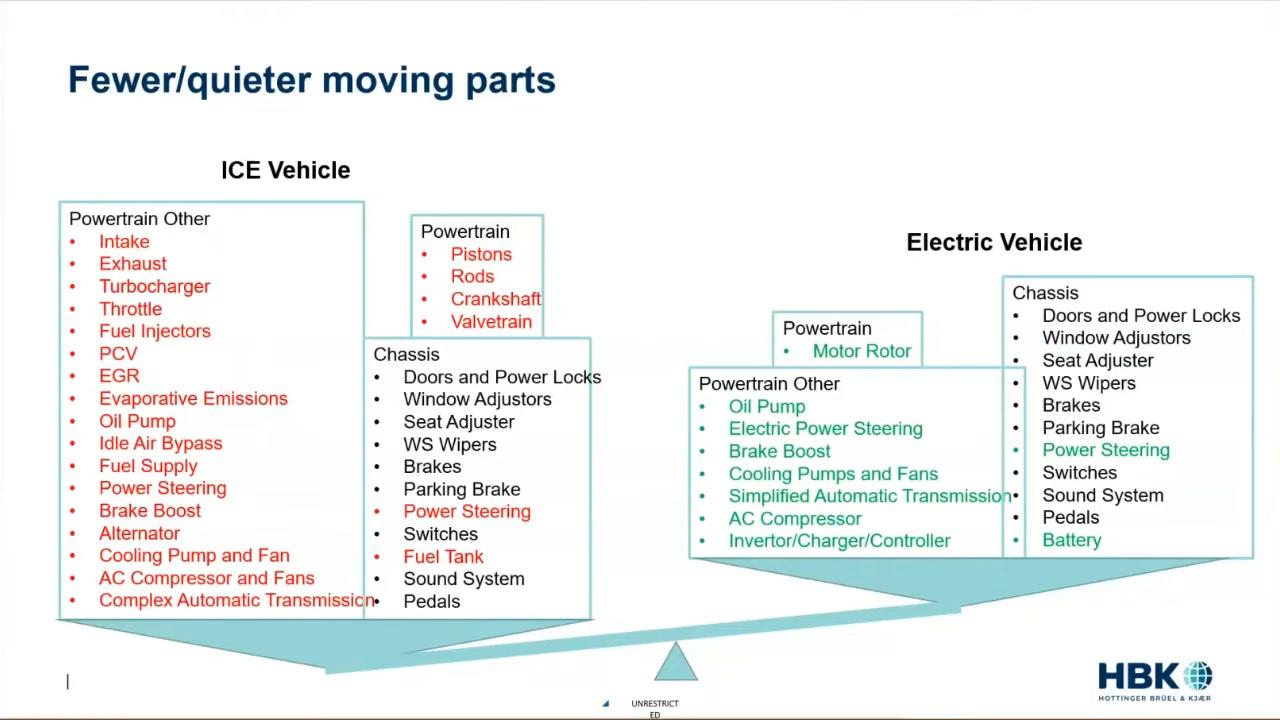 Fewer/quieter moving parts
ICE Vehicle
Powertrain Other
• Intake
• Exhaust
• Turbocharger
• Throttle
• Fuel Injectors
• PCV
• EGR
• Evaporative Emissions
• Oil Pump
• Idle Air Bypass
• Fuel Supply
• Power Steering
• Brake Boost
• Alternator
• Cooling Pump and Fan
• AC Compressor and Fans
• Complex Automatic Transmission
Powertrain
• Pistons
• Rods
• Crankshaft
• Valvetrain
Chassis
• Doors and Power Locks
• Window Adjustors
• Seat Adjuster
• WS Wipers
• Brakes
• Parking Brake
• Power Steering
• Switches
• Fuel Tank
• Sound System
• Pedals
Electric Vehicle
Powertrain
• Motor Rotor
Powertrain Other
• Oil Pump
• Electric Power Steering
• Brake Boost
• Cooling Pumps and Fans
• Simplified Automatic Transmission
• AC Compressor
• Invertor/Charger/Controller
Chassis
• Doors and Power Locks
• Window Adjustors
• Seat Adjuster
• WS Wipers
• Brakes
• Parking Brake
• Power Steering
• Switches
• Sound System
• Pedals
• Battery
|
UNRESTRICT
ED
HBK
HOTTINGER BRÜEL & KJÆR